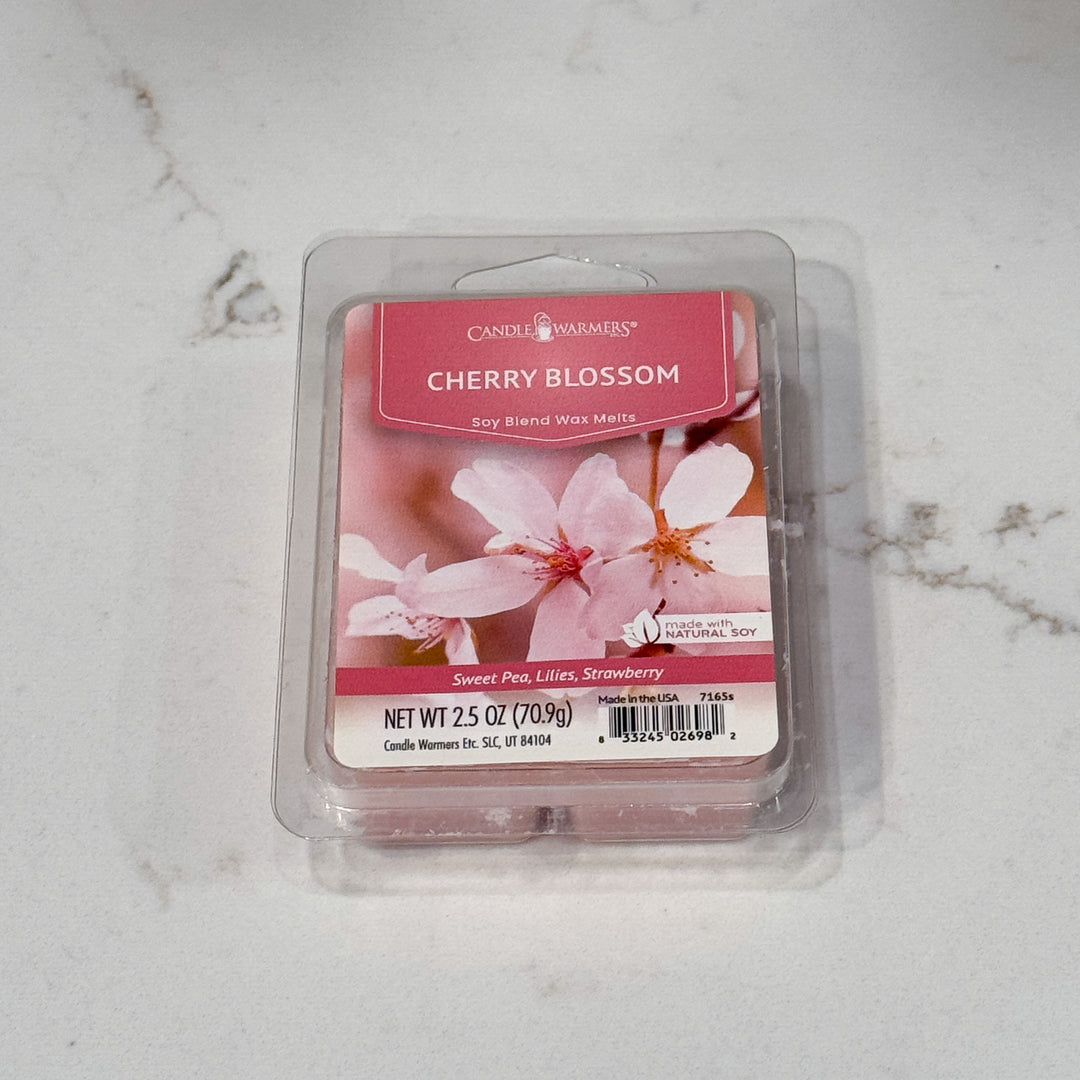 CANDLE WARMERS®
ETC.
CHERRY BLOSSOM
Soy Blend Wax Melts
made with
NATURAL SOY
Sweet Pea, Lilies, Strawberry
NET WT 2.5 OZ (70.9g)
Candle Warmers Etc. SLC, UT 84104
Made in the USA 7165s
8 33245 02698 2